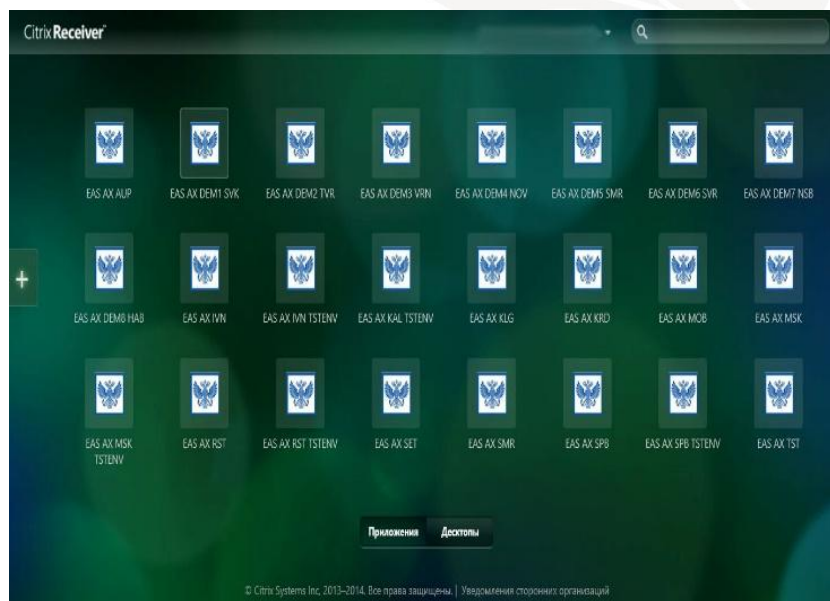 Citrix Receiver™
EAS AX AUP
EAS AX DEM1 SVK
EAS AX DEM2 TVR
EAS AX DEM3 VRN
EAS AX DEM4 NOV
EAS AX DEM5 SMR
EAS AX DEM6 SVR
EAS AX DEM7 NSB
EAS AX DEM8 HAB
EAS AX IVN
EAS AX IVN TSTENV
EAS AX KAL TSTENV
EAS AX KLG
EAS AX KRD
EAS AX MOB
EAS AX MSK
EAS AX MSK
TSTENV
EAS AX RST
EAS AX RST TSTENV
EAS AX SET
EAS AX SMR
EAS AX SPB
EAS AX SPB TSTENV
EAS AX TST
Приложения Десктопы
© Citrix Systems Inc, 2013–2014. Все права защищены. | Уведомления сторонних организаций